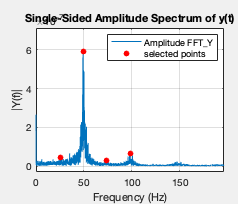 Single-Sided Amplitude Spectrum of y(t)
6
Amplitude FFT_Y
selected points
4
|Y(f)|
2
0
0 50 100 150
Frequency (Hz)